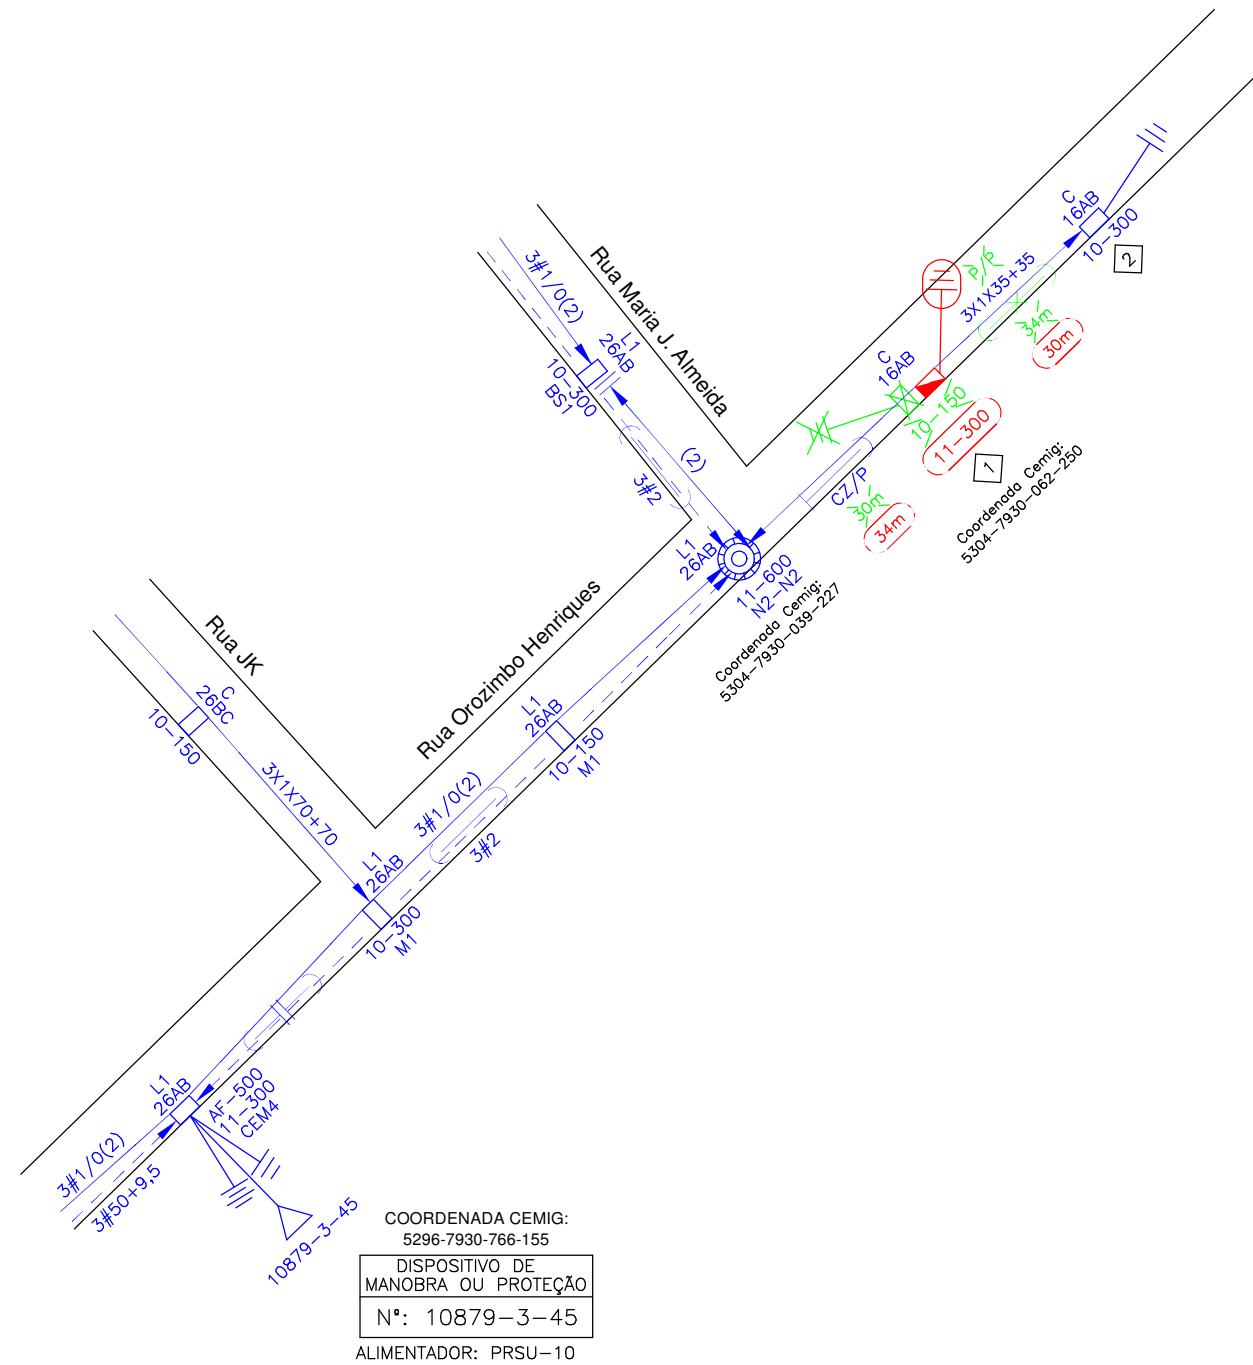 C
16AB
10-300
2
P/P
3X1X35+35
34m
30m
C
16AB
10-150
11-300
1
Coordenada Cemig:
5304-7930-062-250
Rua Maria J. Almeida
3#1/0(2)
L1
26AB
10-300
BS1
(2)
3#2
CZ/P
30m
34m
L1
26AB
11-600
N2-N2
Coordenada Cemig:
5304-7930-039-227
Rua JK
Rua Orozimbo Henriques
C
26BC
10-150
3X1X70+70
L1
26AB
10-150
M1
3#1/0(2)
3#2
L1
26AB
10-300
M1
L1
26AB
AF-500
11-300
CEM4
3#1/0(2)
3#50+9,5
10879-3-45
COORDENADA CEMIG:
5296-7930-766-155
DISPOSITIVO DE
MANOBRA OU PROTEÇÃO
Nº: 10879-3-45
ALIMENTADOR: PRSU-10